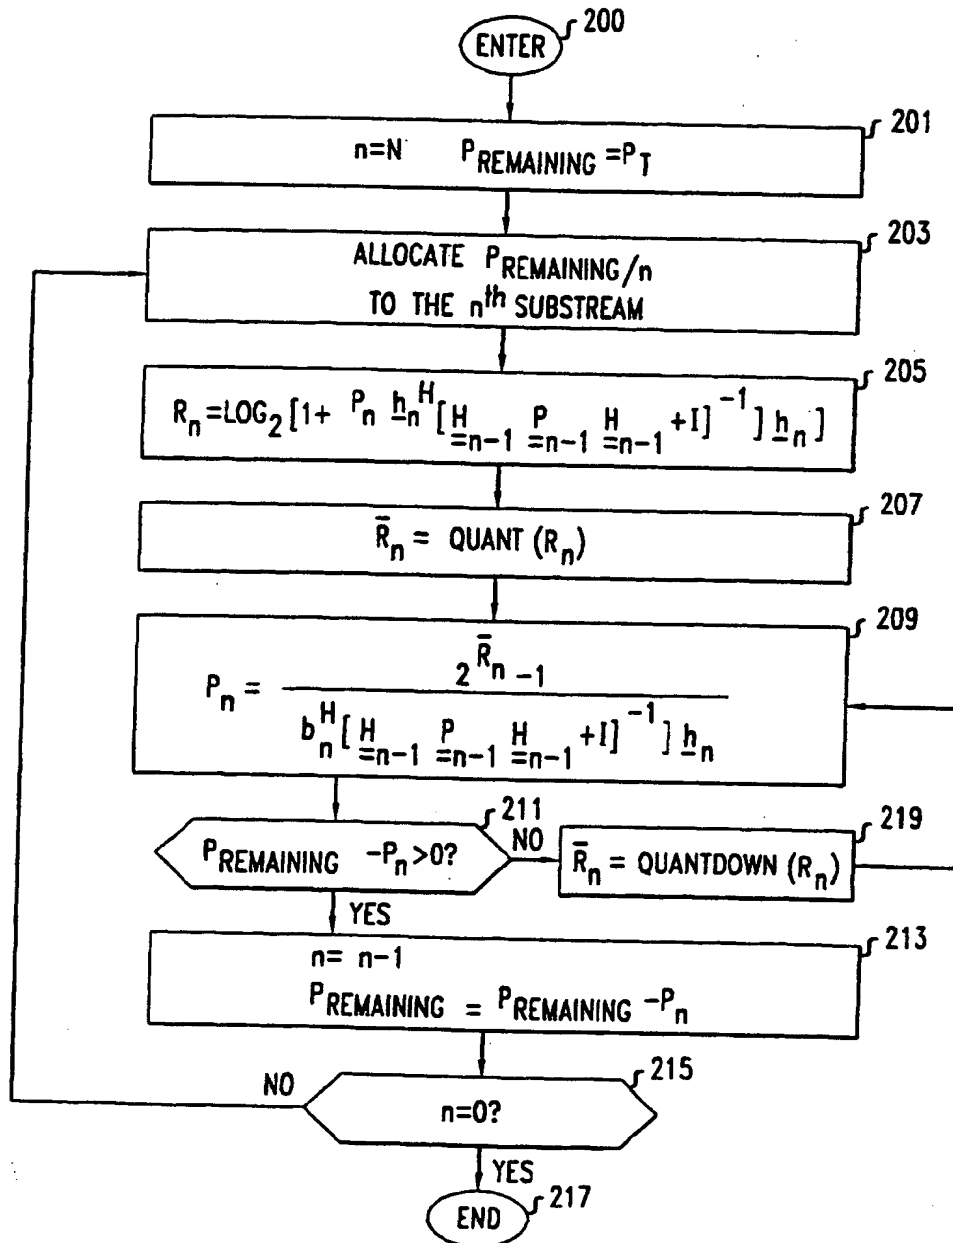 ENTER 200
201
n=N P_REMAINING =P_T
203
ALLOCATE P_REMAINING/n
TO THE n^th SUBSTREAM
205
R_n=LOG_2[1+ P_n h_n^H[H_n-1 P_n-1 H_n-1 +I]^-1] h_n]
207
R̄_n = QUANT (R_n)
209
P_n = 2^R̄_n -1
b_n^H[H_n-1 P_n-1 H_n-1 +I]^-1] h_n
211
P_REMAINING -P_n>0?
NO
219
R̄_n = QUANTDOWN (R_n)
YES
213
n= n-1
P_REMAINING = P_REMAINING -P_n
215
NO
n=0?
YES
END 217